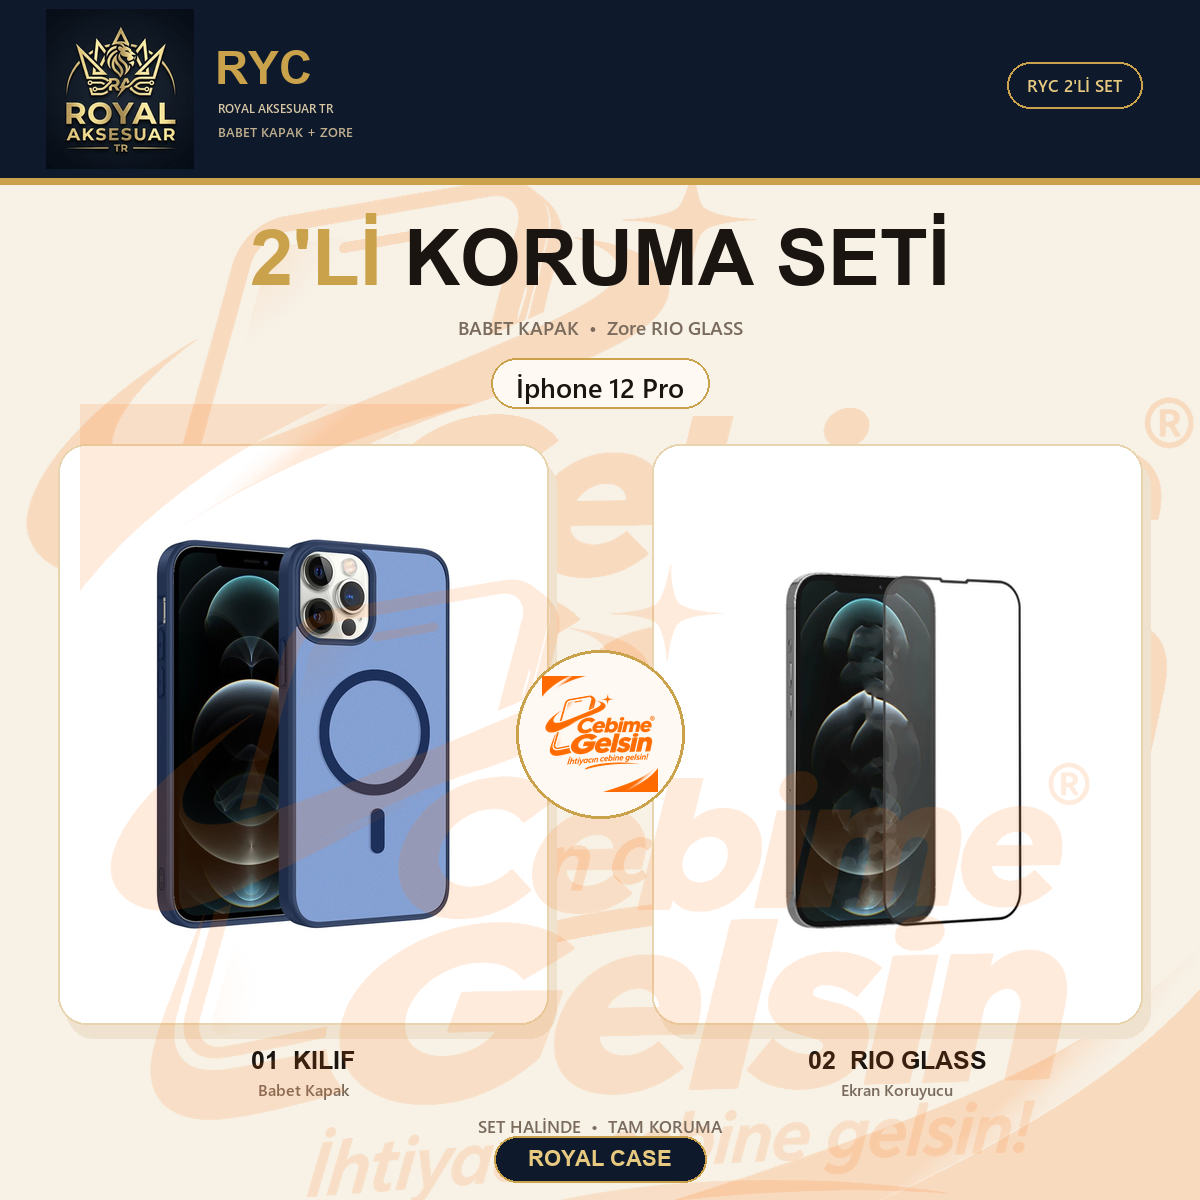 ROYAL
AKSESUAR
TR
RYC
ROYAL AKSESUAR TR
BABET KAPAK + ZORE
RYC 2'Lİ SET
2'Lİ KORUMA SETİ
BABET KAPAK • Zore RIO GLASS
İphone 12 Pro
Cebime®
Gelsin
İhtiyacın cebine gelsin!
Cebime®
Gelsin
01 KILIF
Babet Kapak
02 RIO GLASS
Ekran Koruyucu
SET HALİNDE • TAM KORUMA
ROYAL CASE